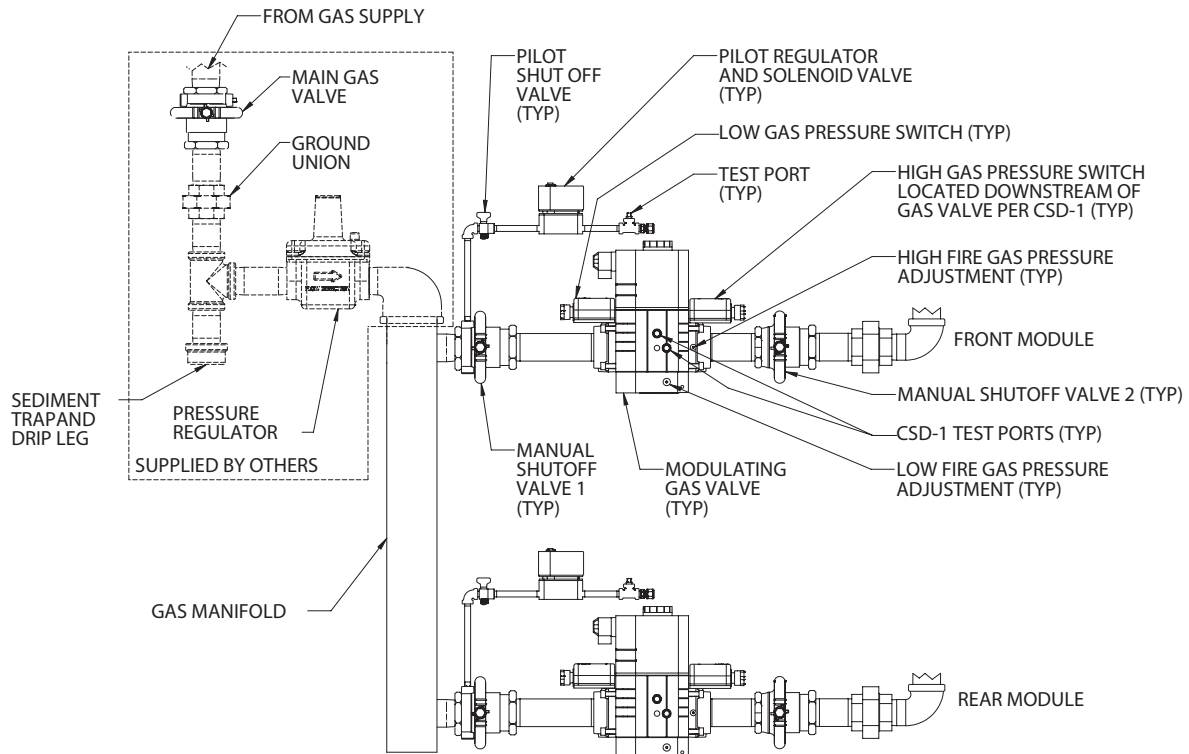 FROM GAS SUPPLY
MAIN GAS
VALVE
GROUND
UNION
PILOT
SHUT OFF
VALVE
(TYP)
PILOT REGULATOR
AND SOLENOID VALVE
(TYP)
LOW GAS PRESSURE SWITCH (TYP)
TEST PORT
(TYP)
HIGH GAS PRESSURE SWITCH
LOCATED DOWNSTREAM OF
GAS VALVE PER CSD-1 (TYP)
HIGH FIRE GAS PRESSURE
ADJUSTMENT (TYP)
FRONT MODULE
MANUAL SHUTOFF VALVE 2 (TYP)
CSD-1 TEST PORTS (TYP)
LOW FIRE GAS PRESSURE
ADJUSTMENT (TYP)
SEDIMENT
TRAPAND
DRIP LEG
PRESSURE
REGULATOR
SUPPLIED BY OTHERS
MANUAL
SHUTOFF
VALVE 1
(TYP)
MODULATING
GAS VALVE
(TYP)
GAS MANIFOLD
REAR MODULE